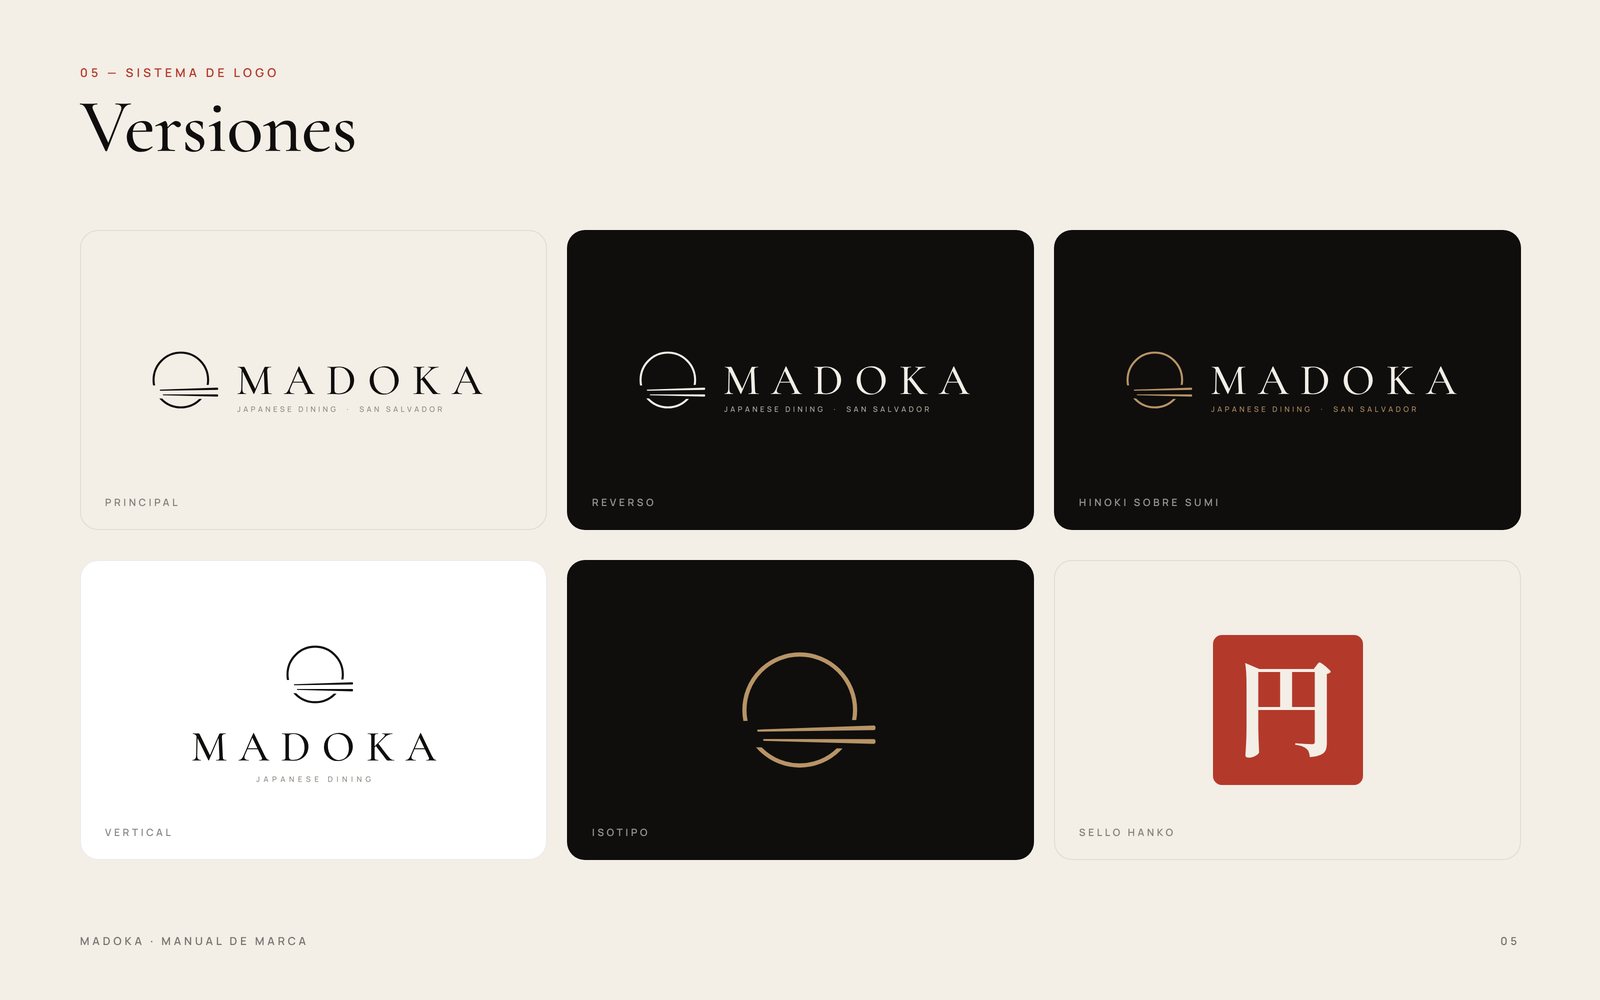 05 — SISTEMA DE LOGO
Versiones
MADOKA
JAPANESE DINING · SAN SALVADOR
PRINCIPAL
MADOKA
JAPANESE DINING · SAN SALVADOR
REVERSO
MADOKA
JAPANESE DINING · SAN SALVADOR
HINOKI SOBRE SUMI
MADOKA
JAPANESE DINING
VERTICAL
ISOTIPO
円
SELLO HANKO
MADOKA · MANUAL DE MARCA
05